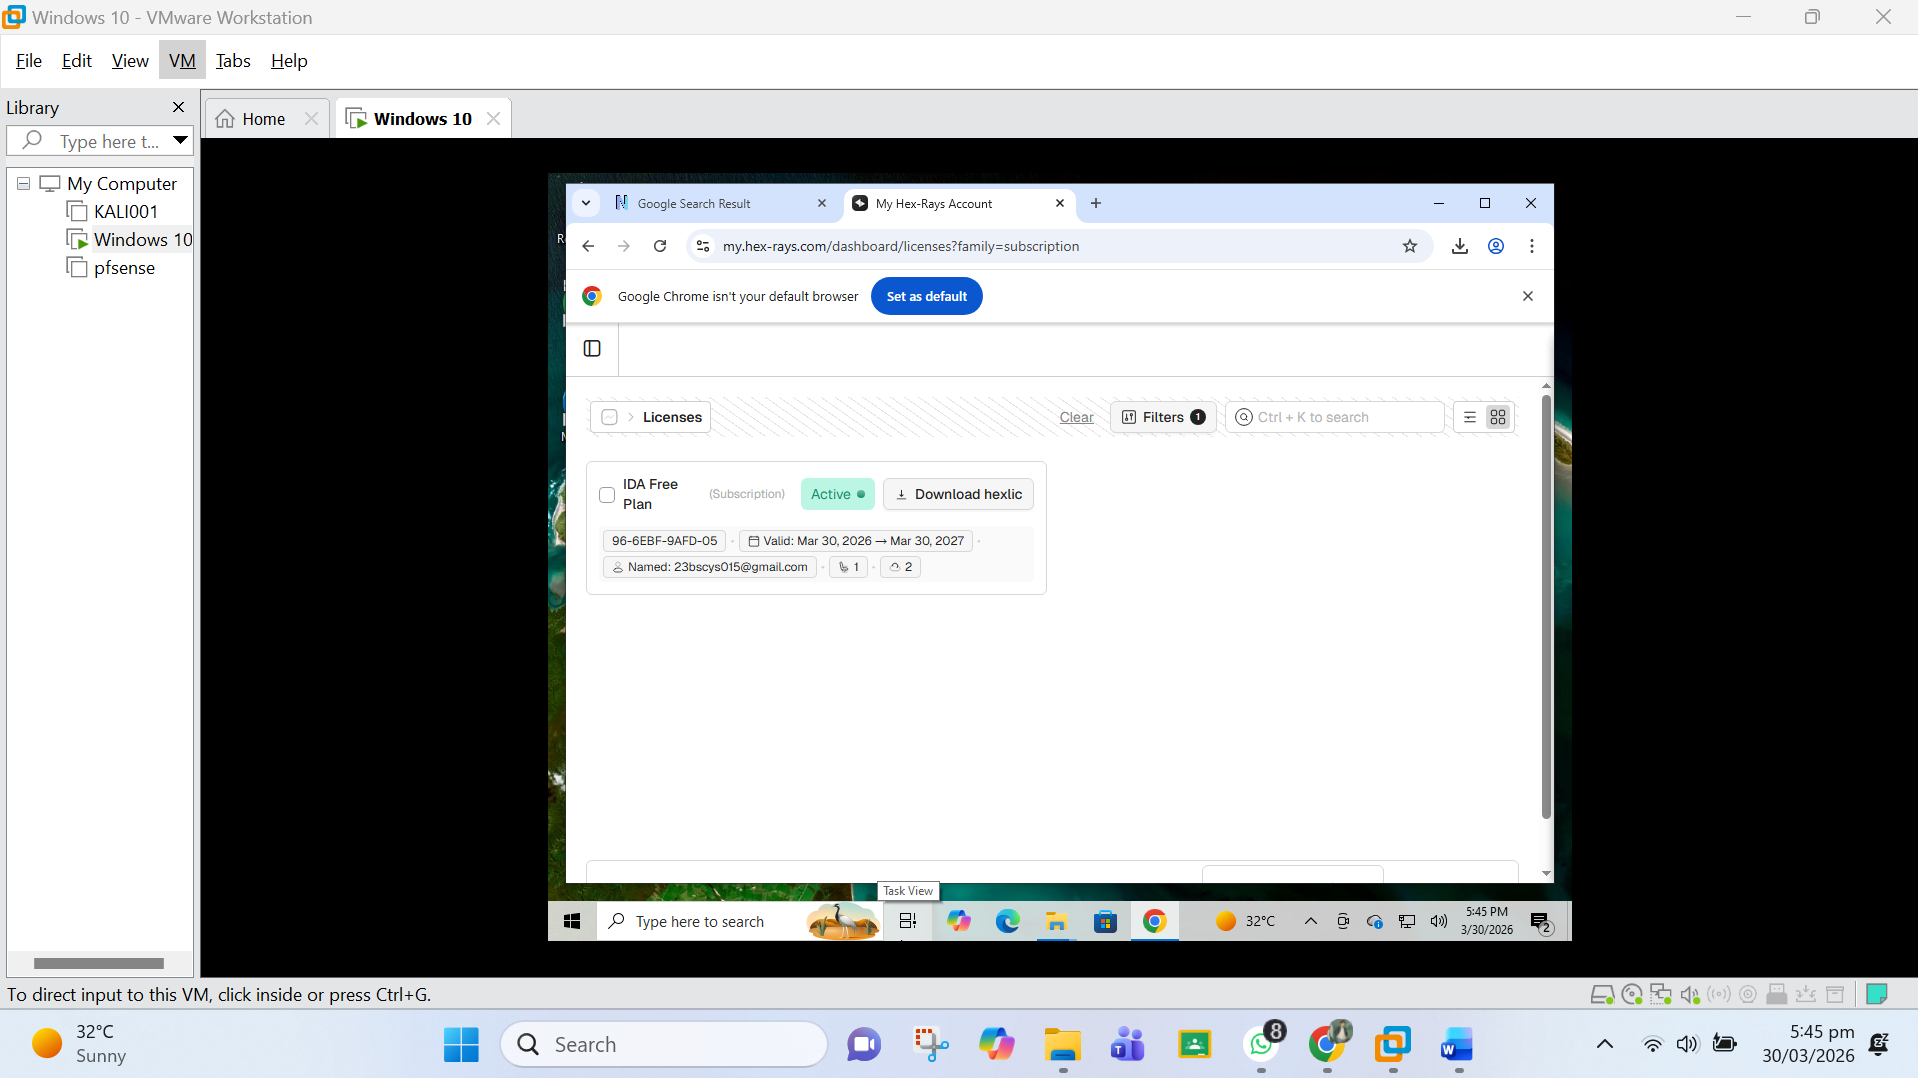 Windows 10 - VMware Workstation
File Edit View VM Tabs Help
Library
Type here t...
My Computer
KALI001
Windows 10
pfsense
Home
Windows 10
Google Search Result
My Hex-Rays Account
my.hex-rays.com/dashboard/licenses?family=subscription
Google Chrome isn't your default browser
Set as default
Licenses
Clear
Filters 1
Ctrl + K to search
IDA Free
Plan
(Subscription)
Active
Download hexlic
96-6EBF-9AFD-05
Valid: Mar 30, 2026 → Mar 30, 2027
Named: 23bscys015@gmail.com
1
2
Task View
Type here to search
32°C
5:45 PM
3/30/2026
2
To direct input to this VM, click inside or press Ctrl+G.
32°C
Sunny
Search
8
5:45 pm
30/03/2026